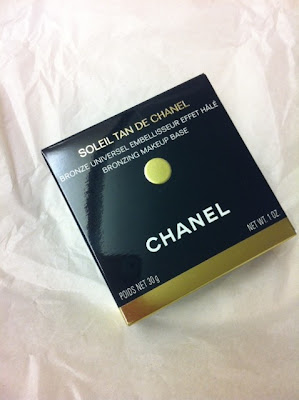 SOLEIL TAN DE CHANEL
BRONZE UNIVERSEL EMBELLISSEUR EFFET HÂLÉ
BRONZING MAKEUP BASE
CHANEL
POIDS NET 30 g
NET WT. 1 OZ